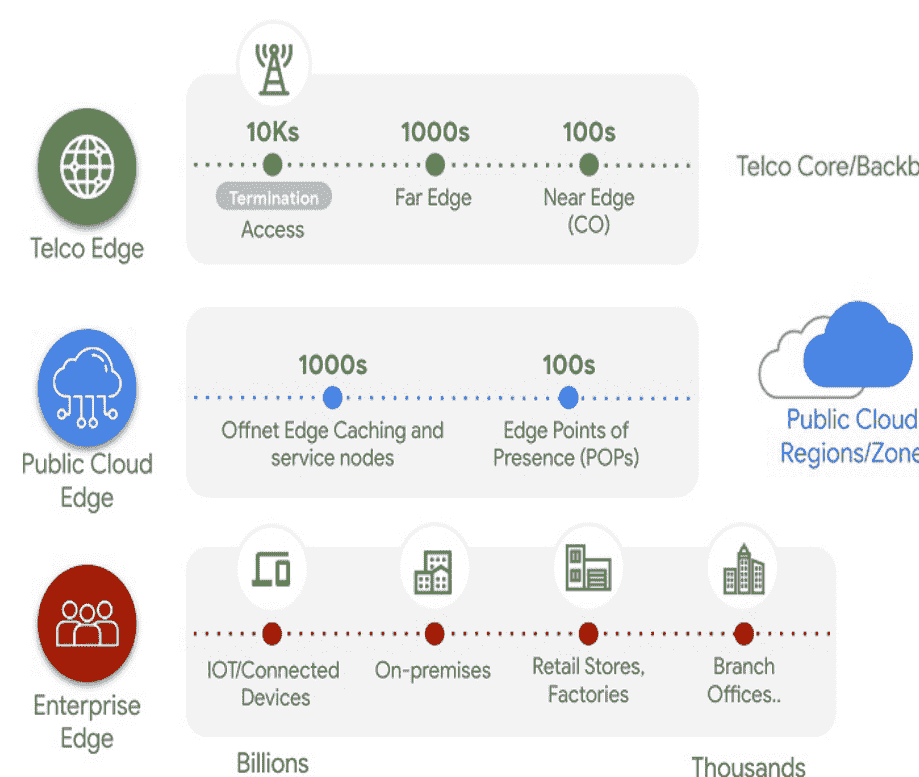 10Ks
1000s
100s
Termination
Access
Far Edge
Near Edge
(CO)
Telco Edge
Telco Core/Backb
1000s
100s
Offnet Edge Caching and
service nodes
Edge Points of
Presence (POPs)
Public Cloud
Edge
Public Cloud
Regions/Zone
IOT/Connected
Devices
On-premises
Retail Stores,
Factories
Branch
Offices..
Enterprise
Edge
Billions
Thousands